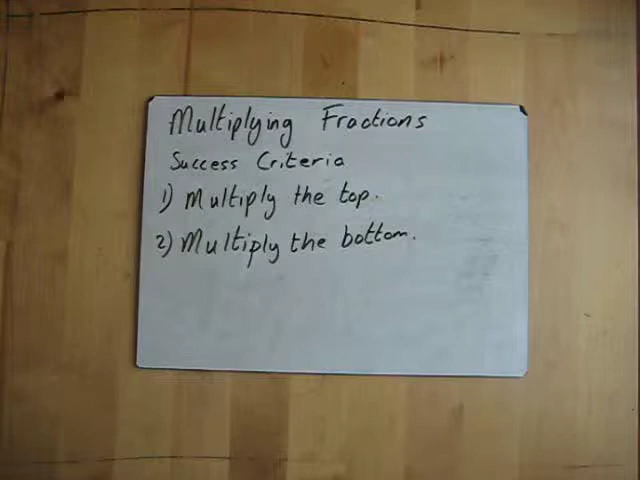 Multiplying Fractions
Success Criteria
1) Multiply the top.
2) Multiply the bottom.